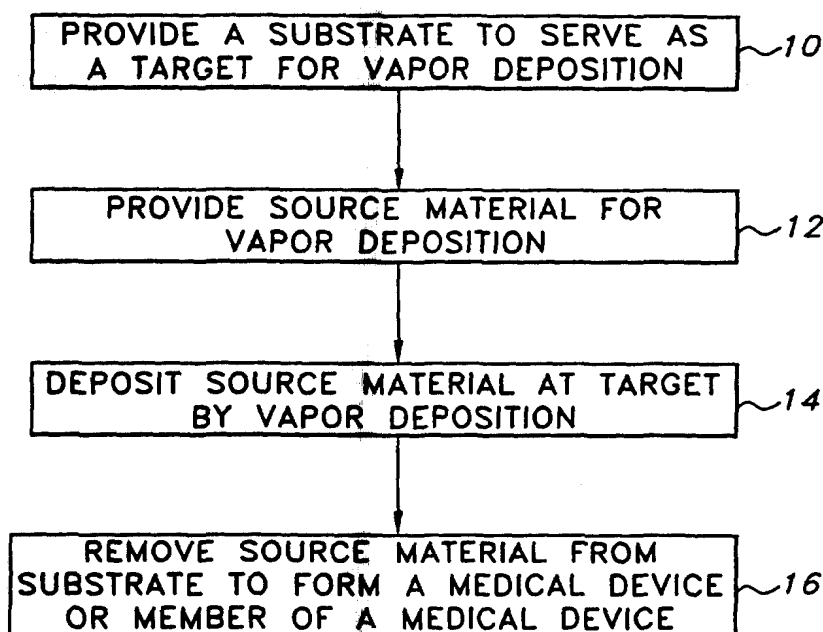 PROVIDE A SUBSTRATE TO SERVE AS
A TARGET FOR VAPOR DEPOSITION
10
PROVIDE SOURCE MATERIAL FOR
VAPOR DEPOSITION
12
DEPOSIT SOURCE MATERIAL AT TARGET
BY VAPOR DEPOSITION
14
REMOVE SOURCE MATERIAL FROM
SUBSTRATE TO FORM A MEDICAL DEVICE
OR MEMBER OF A MEDICAL DEVICE
16